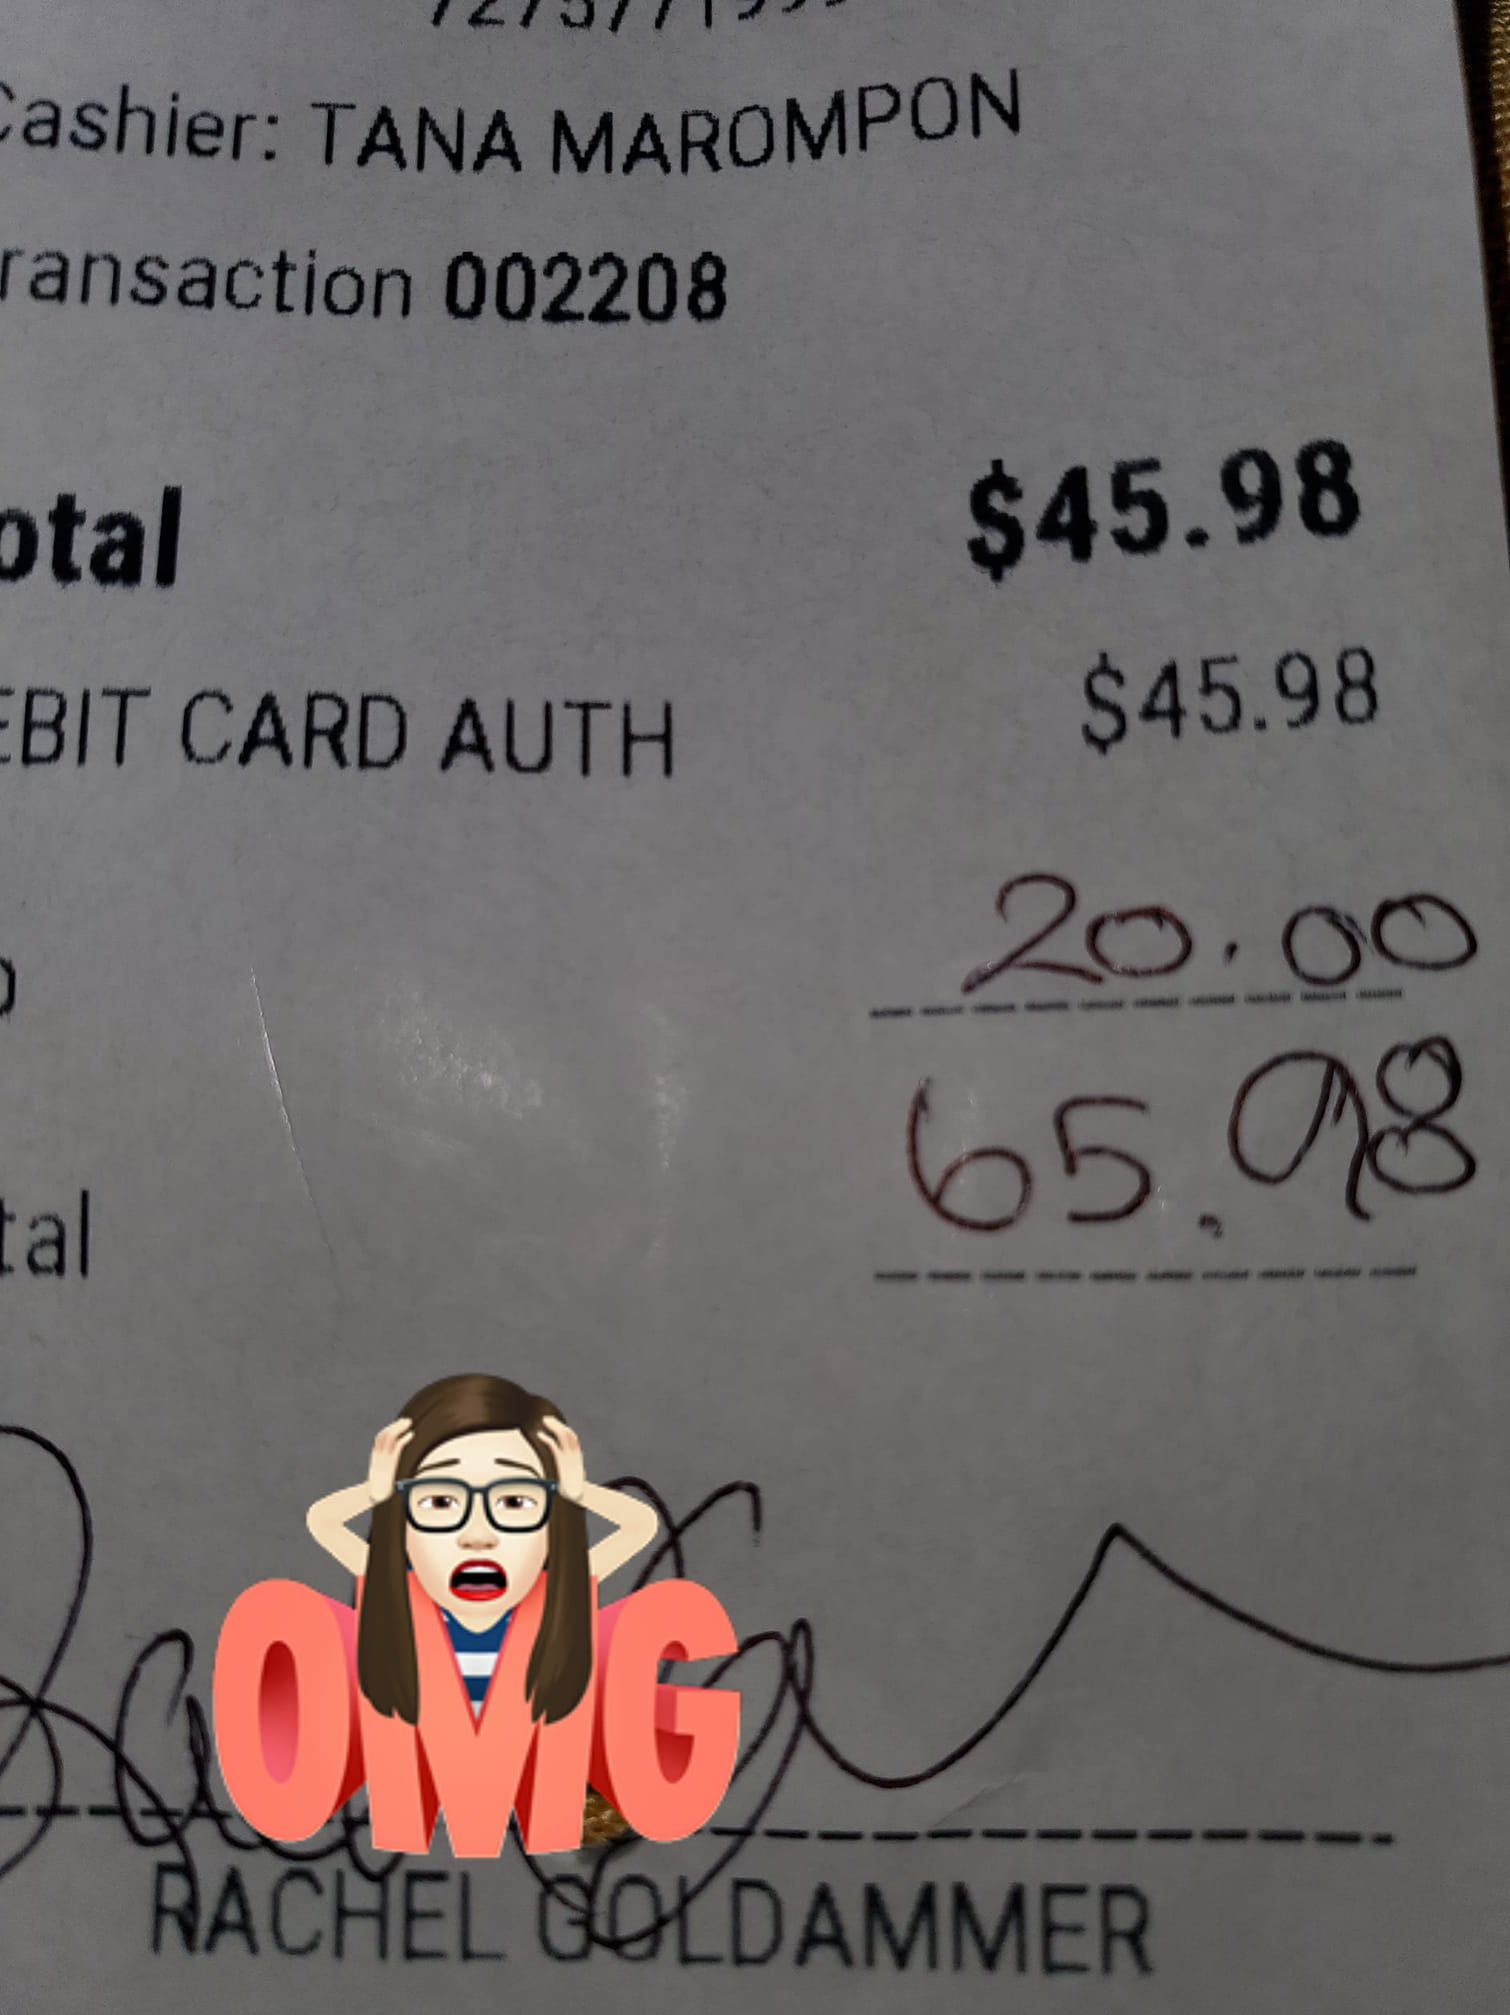 Cashier: TANA MAROMPON
ransaction 002208
otal $45.98
EBIT CARD AUTH $45.98
20.00
65.98
tal
OMG
RACHEL GOLDAMMER